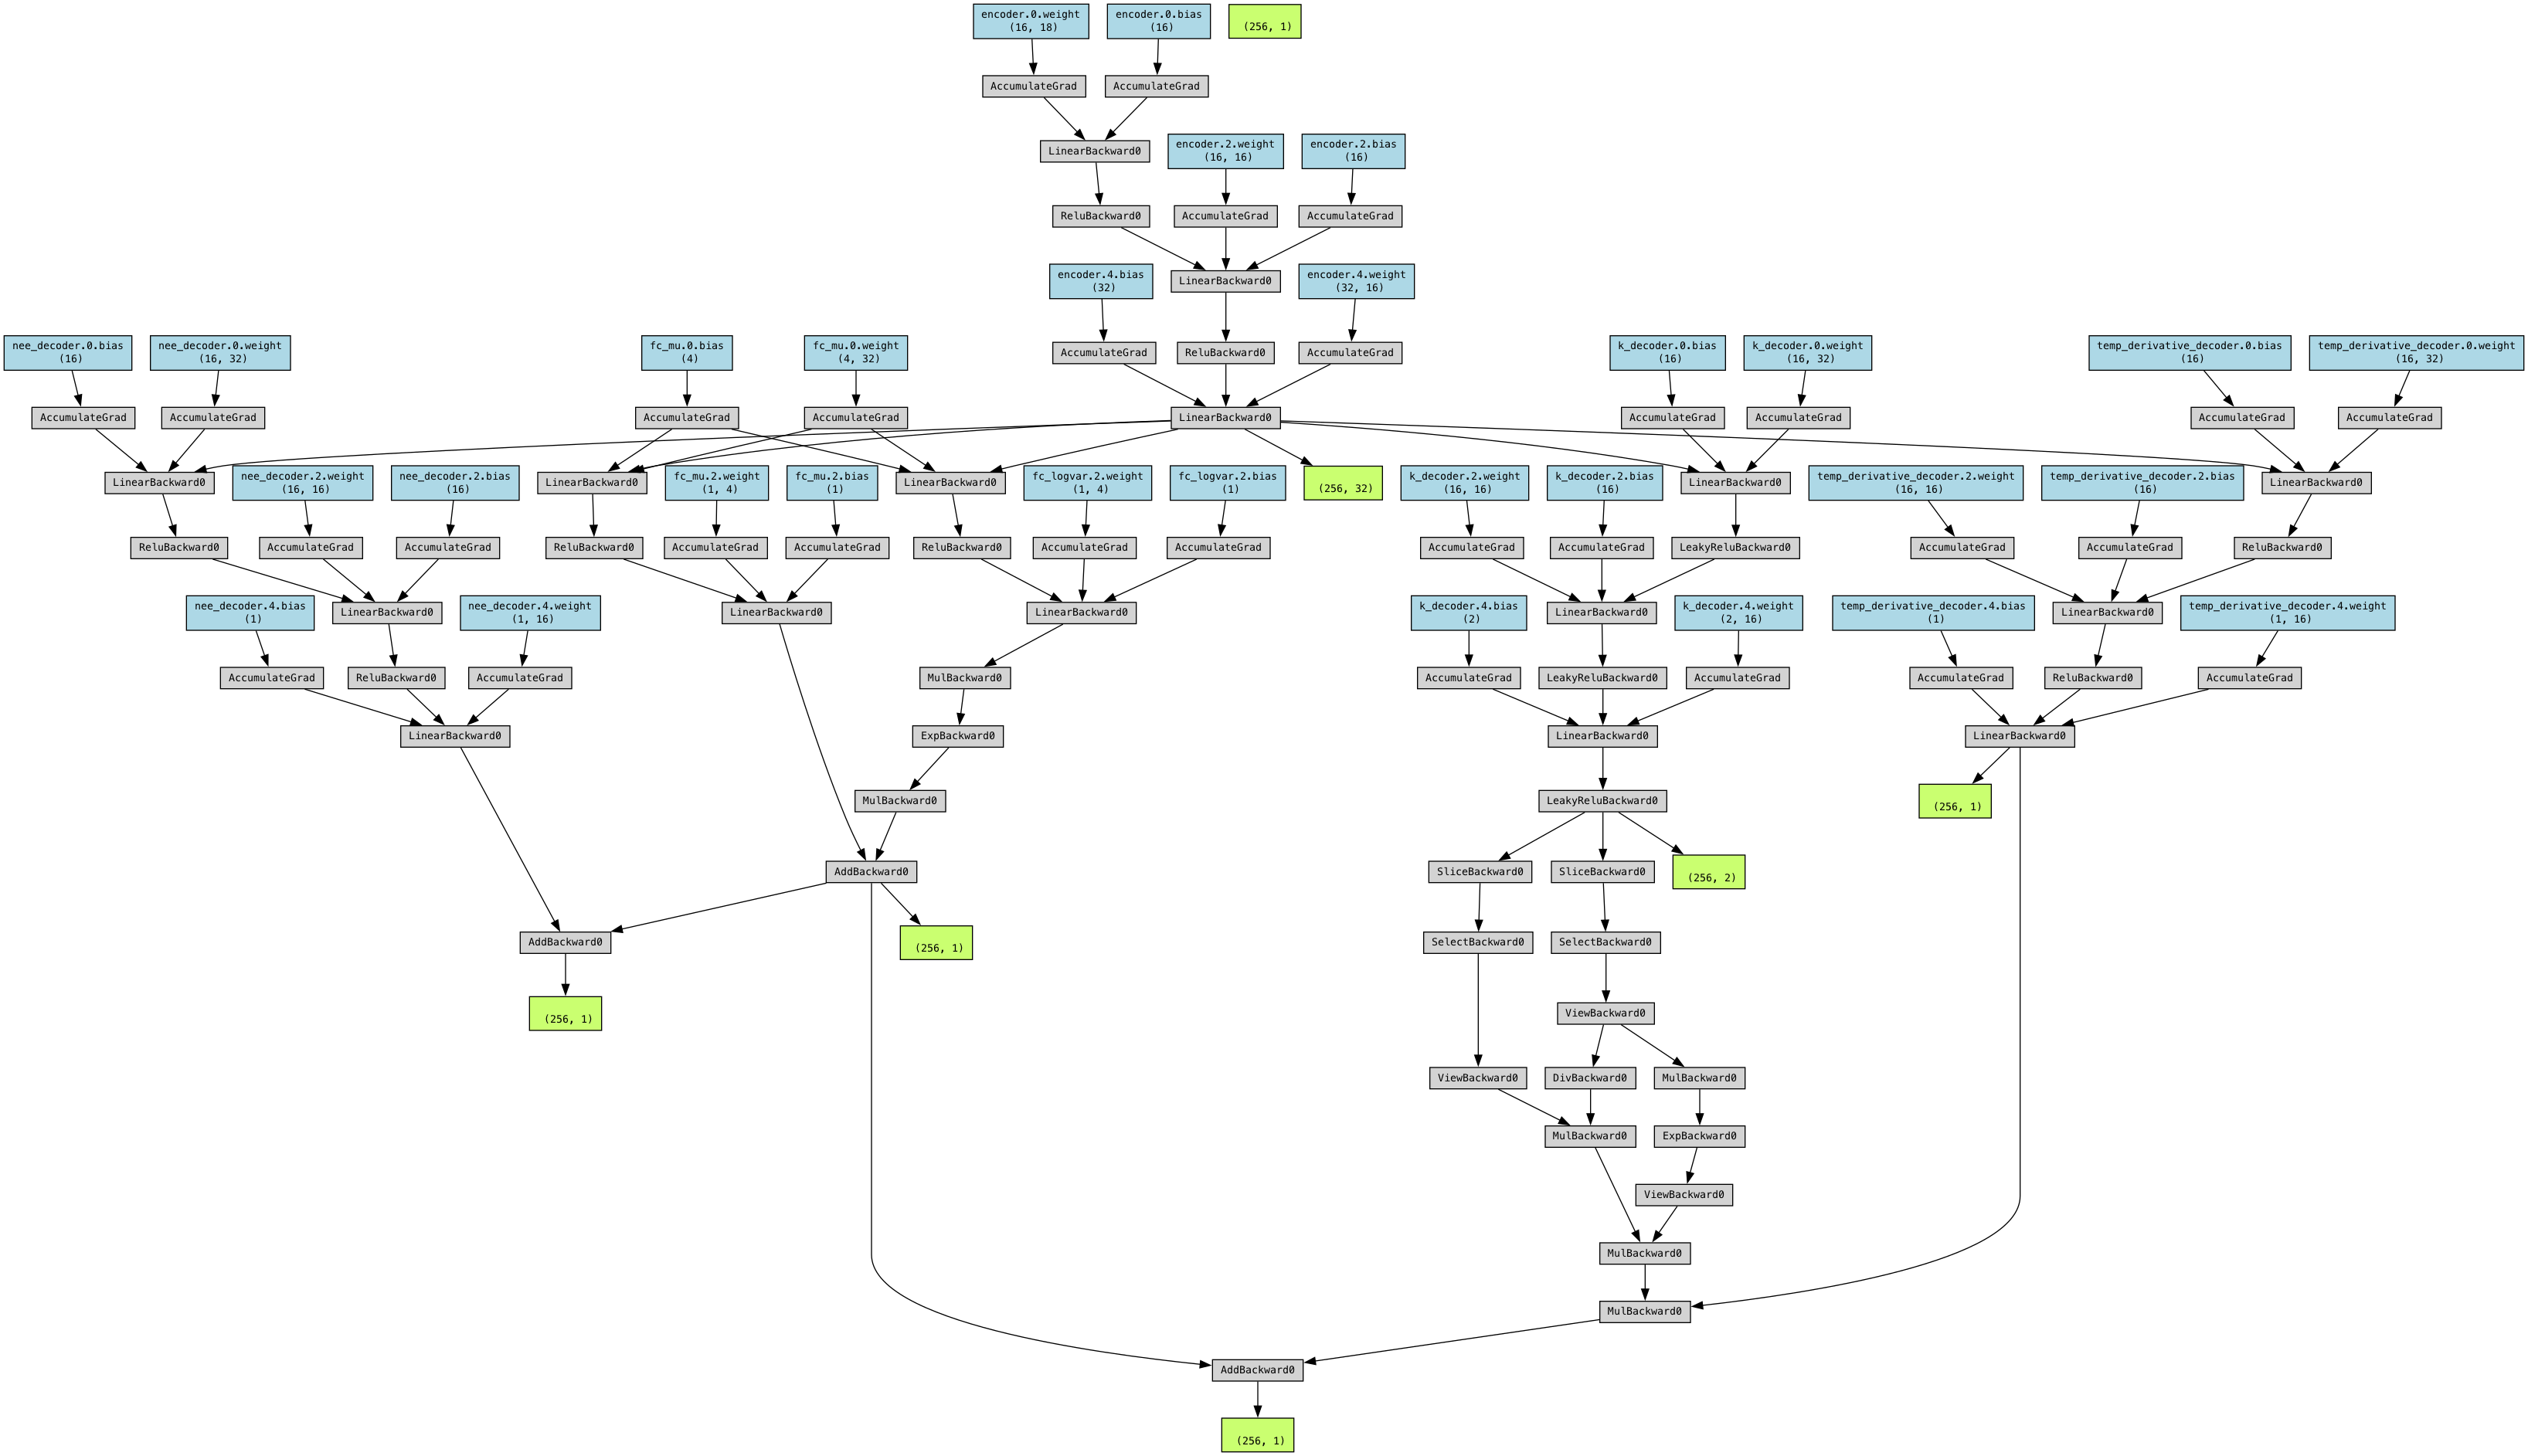 encoder.0.weight
(16, 18)
encoder.0.bias
(16)
(256, 1)
AccumulateGrad
AccumulateGrad
LinearBackward0
encoder.2.weight
(16, 16)
encoder.2.bias
(16)
ReluBackward0
AccumulateGrad
AccumulateGrad
encoder.4.bias
(32)
LinearBackward0
encoder.4.weight
(32, 16)
nee_decoder.0.bias
(16)
nee_decoder.0.weight
(16, 32)
fc_mu.0.bias
(4)
fc_mu.0.weight
(4, 32)
AccumulateGrad
ReluBackward0
AccumulateGrad
k_decoder.0.bias
(16)
k_decoder.0.weight
(16, 32)
temp_derivative_decoder.0.bias
(16)
temp_derivative_decoder.0.weight
(16, 32)
AccumulateGrad
AccumulateGrad
AccumulateGrad
AccumulateGrad
LinearBackward0
AccumulateGrad
AccumulateGrad
AccumulateGrad
AccumulateGrad
LinearBackward0
nee_decoder.2.weight
(16, 16)
nee_decoder.2.bias
(16)
LinearBackward0
fc_mu.2.weight
(1, 4)
fc_mu.2.bias
(1)
LinearBackward0
fc_logvar.2.weight
(1, 4)
fc_logvar.2.bias
(1)
(256, 32)
k_decoder.2.weight
(16, 16)
k_decoder.2.bias
(16)
LinearBackward0
temp_derivative_decoder.2.weight
(16, 16)
temp_derivative_decoder.2.bias
(16)
LinearBackward0
ReluBackward0
AccumulateGrad
AccumulateGrad
ReluBackward0
AccumulateGrad
AccumulateGrad
ReluBackward0
AccumulateGrad
AccumulateGrad
AccumulateGrad
AccumulateGrad
LeakyReluBackward0
AccumulateGrad
AccumulateGrad
ReluBackward0
nee_decoder.4.bias
(1)
LinearBackward0
nee_decoder.4.weight
(1, 16)
LinearBackward0
LinearBackward0
k_decoder.4.bias
(2)
LinearBackward0
k_decoder.4.weight
(2, 16)
temp_derivative_decoder.4.bias
(1)
LinearBackward0
temp_derivative_decoder.4.weight
(1, 16)
AccumulateGrad
ReluBackward0
AccumulateGrad
MulBackward0
AccumulateGrad
LeakyReluBackward0
AccumulateGrad
AccumulateGrad
ReluBackward0
AccumulateGrad
LinearBackward0
ExpBackward0
LinearBackward0
LinearBackward0
MulBackward0
LeakyReluBackward0
(256, 1)
AddBackward0
SliceBackward0
SliceBackward0
(256, 2)
AddBackward0
(256, 1)
SelectBackward0
SelectBackward0
(256, 1)
ViewBackward0
ViewBackward0
DivBackward0
MulBackward0
MulBackward0
ExpBackward0
ViewBackward0
MulBackward0
MulBackward0
AddBackward0
(256, 1)